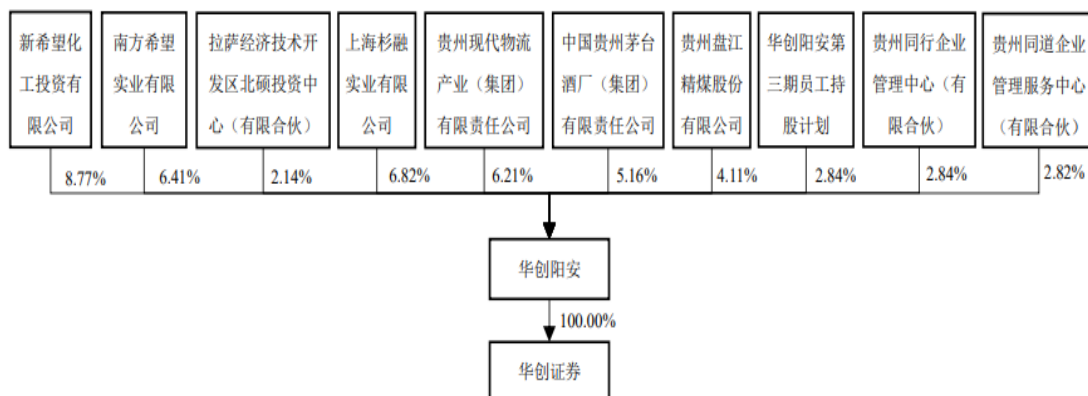 新希望化
工投资有
限公司
南方希望
实业有限
公司
拉萨经济技术开
发区北硕投资中
心（有限合伙）
上海杉融
实业有限
公司
贵州现代物流
产业（集团）
有限责任公司
中国贵州茅台
酒厂（集团）
有限责任公司
贵州盘江
精煤股份
有限公司
华创阳安第
三期员工持
股计划
贵州同行企业
管理中心（有
限合伙）
贵州同道企业
管理服务中心
（有限合伙）
8.77%
6.41%
2.14%
6.82%
6.21%
5.16%
4.11%
2.84%
2.84%
2.82%
华创阳安
100.00%
华创证券